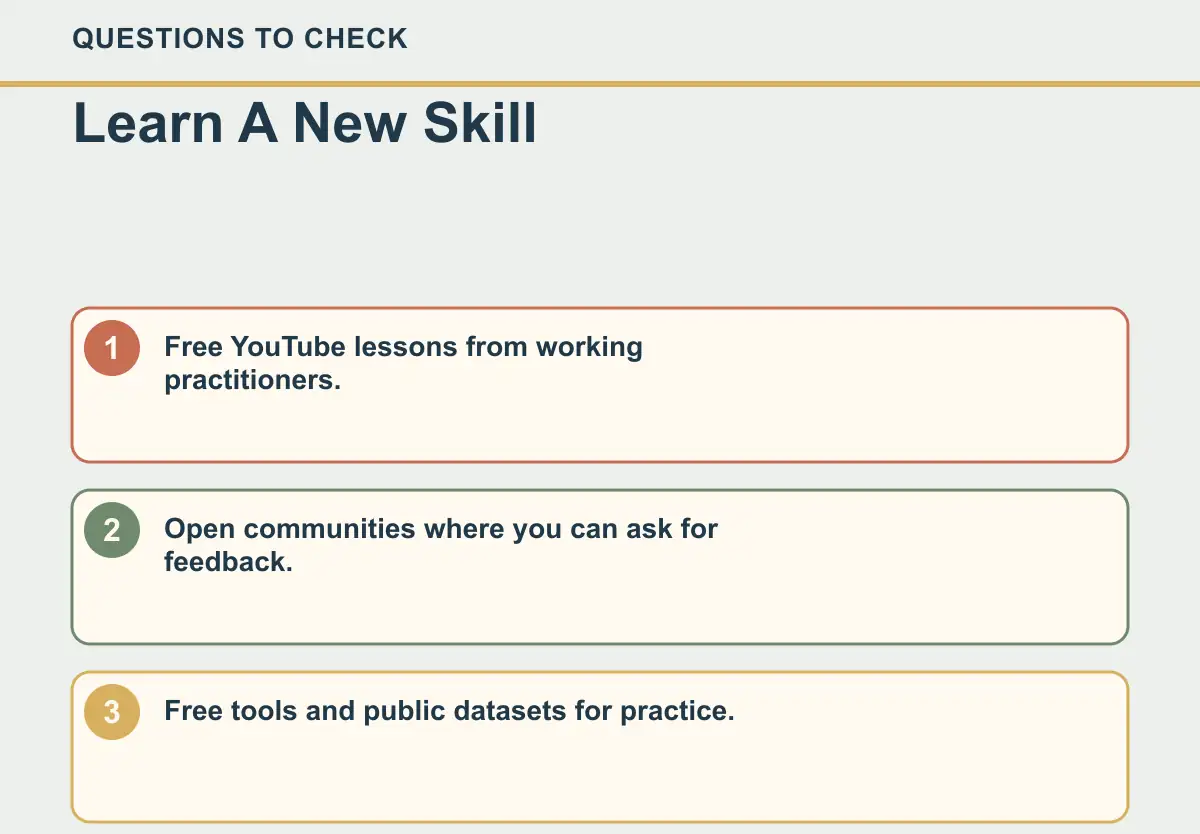 QUESTIONS TO CHECK
Learn A New Skill
1
Free YouTube lessons from working
practitioners.
2
Open communities where you can ask for
feedback.
3
Free tools and public datasets for practice.